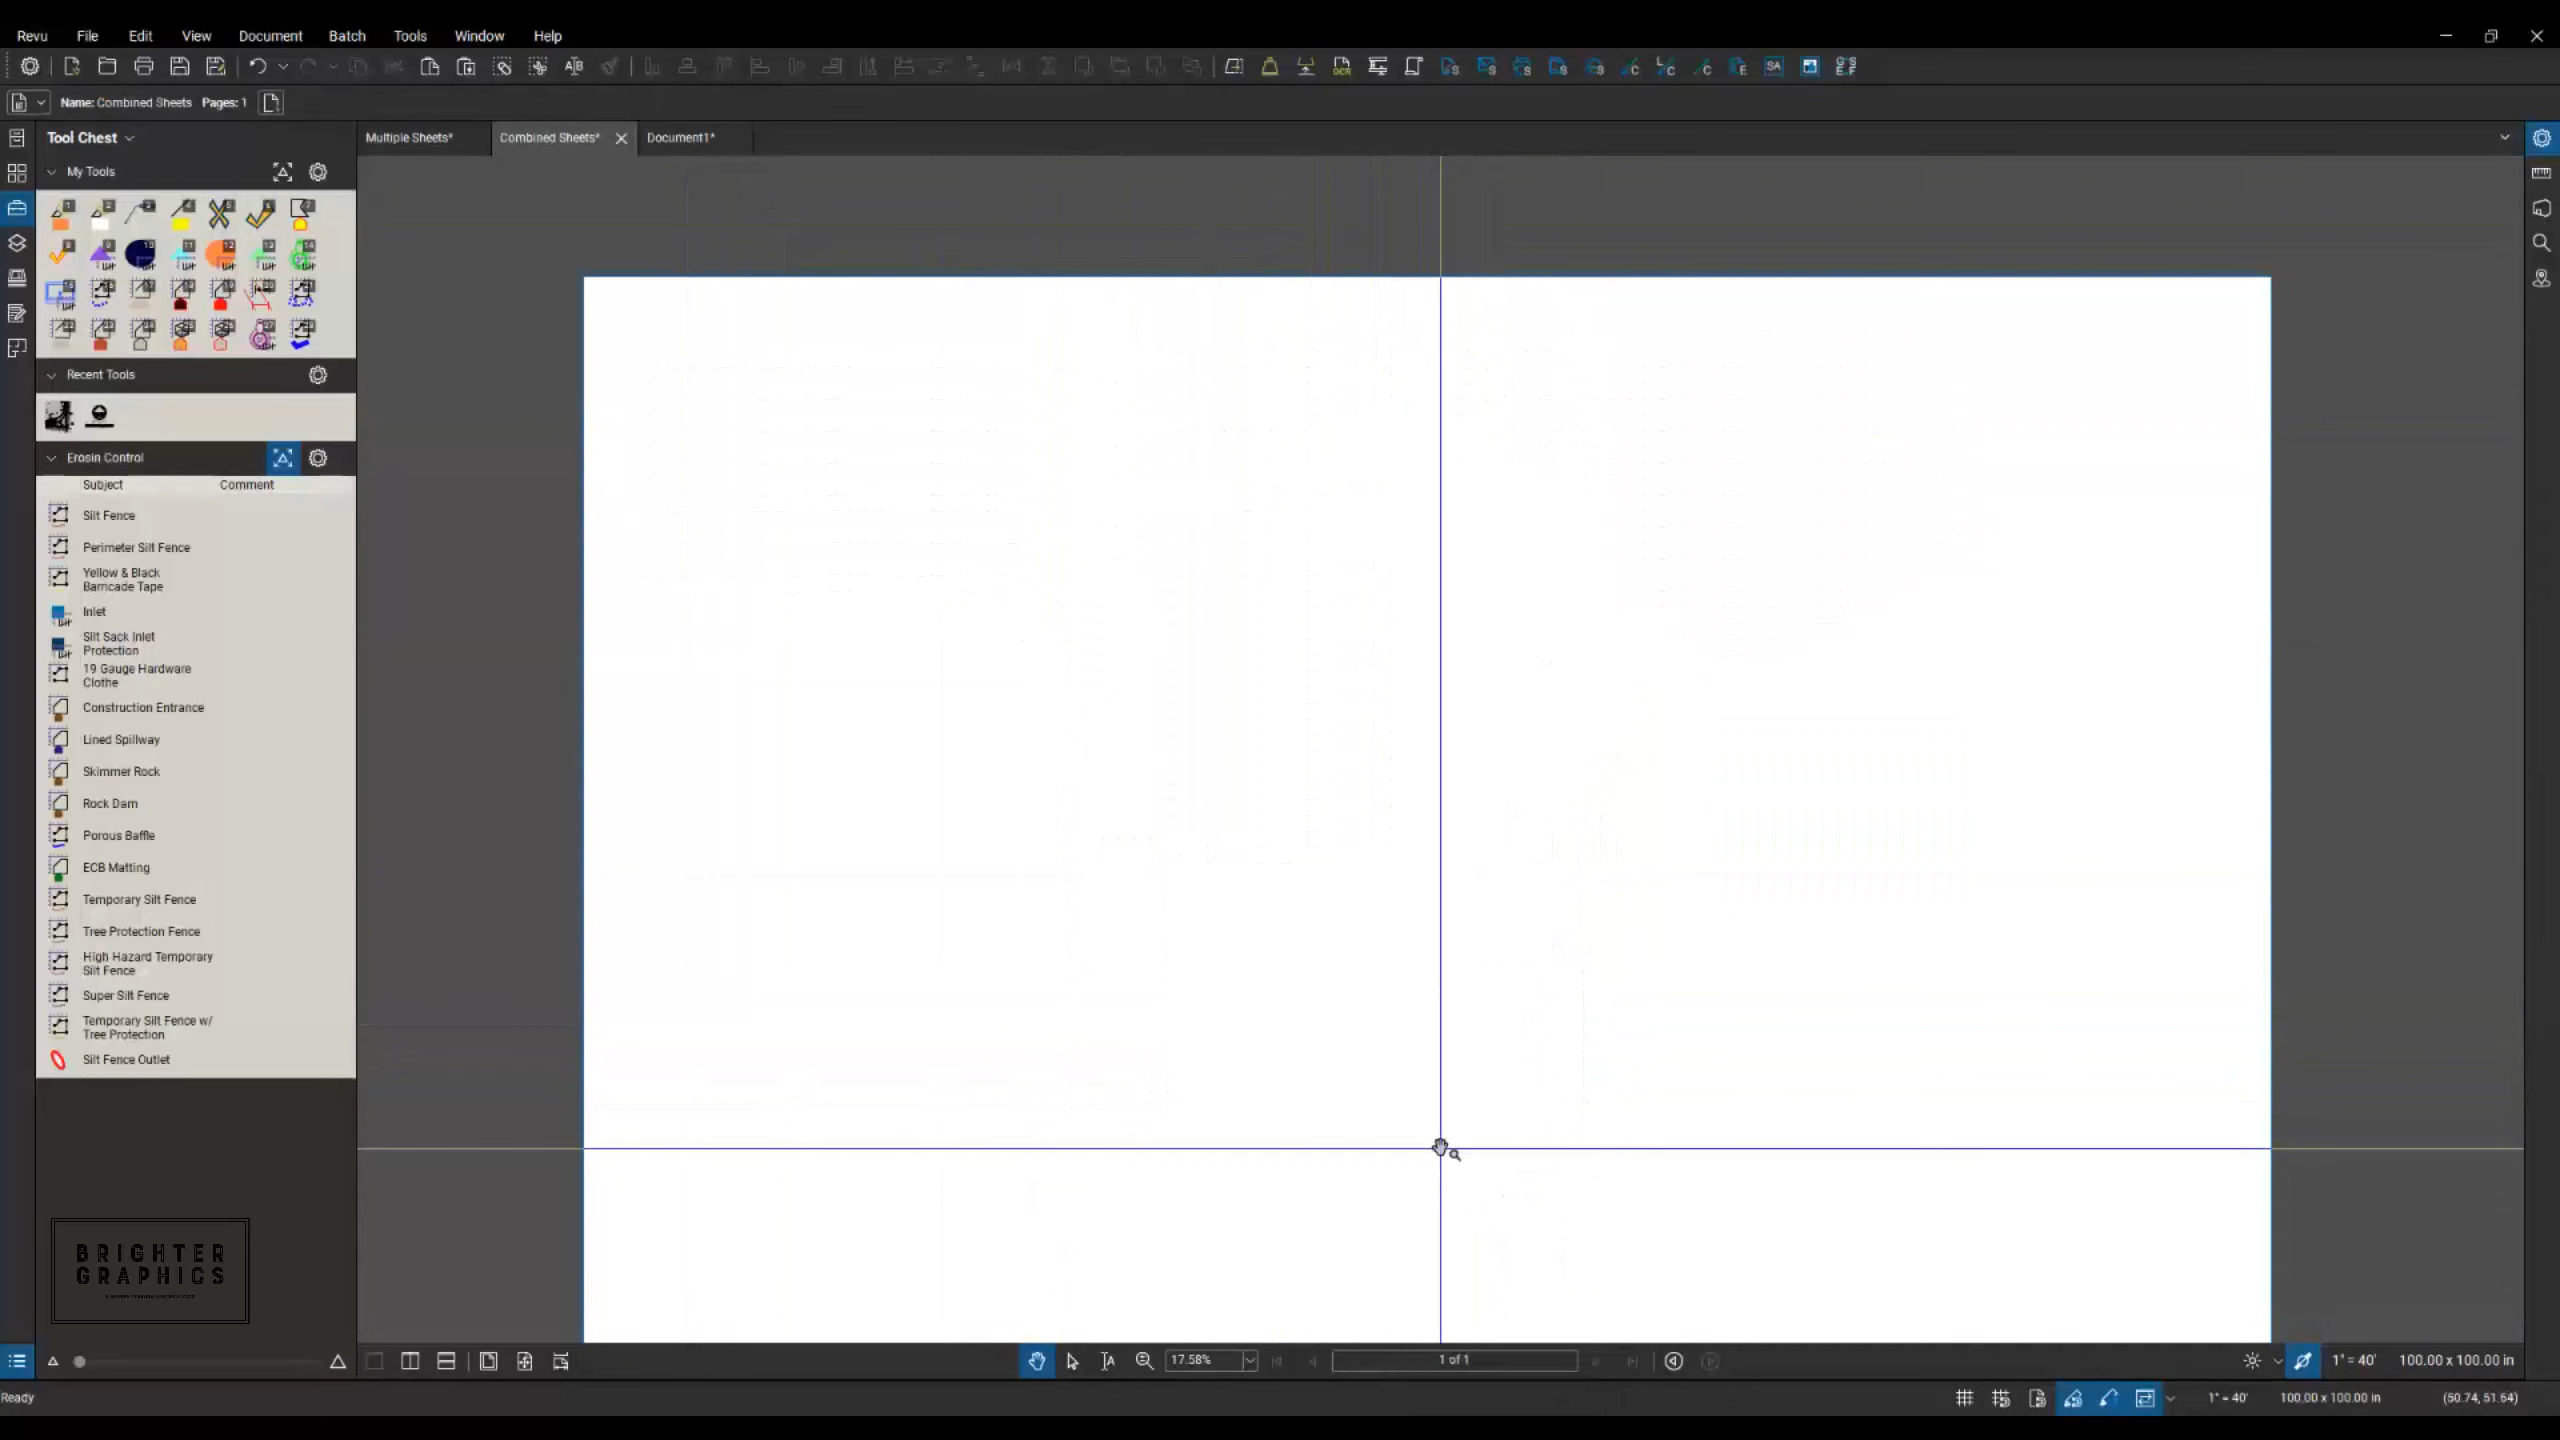 Revu File Edit View Document Batch Tools Window Help
Name: Combined Sheets Pages: 1
Tool Chest
Multiple Sheets* Combined Sheets* Document1*
My Tools
Recent Tools
Erosin Control
Subject Comment
Silt Fence
Perimeter Silt Fence
Yellow & Black
Barricade Tape
Inlet
Silt Sack Inlet
Protection
19 Gauge Hardware
Clothe
Construction Entrance
Lined Spillway
Skimmer Rock
Rock Dam
Porous Baffle
ECB Matting
Temporary Silt Fence
Tree Protection Fence
High Hazard Temporary
Silt Fence
Super Silt Fence
Temporary Silt Fence w/
Tree Protection
Silt Fence Outlet
BRIGHTER
GRAPHICS
17.58% 1 of 1 1" = 40' 100.00 x 100.00 in
Ready 1" = 40' 100.00 x 100.00 in (50.74, 51.64)